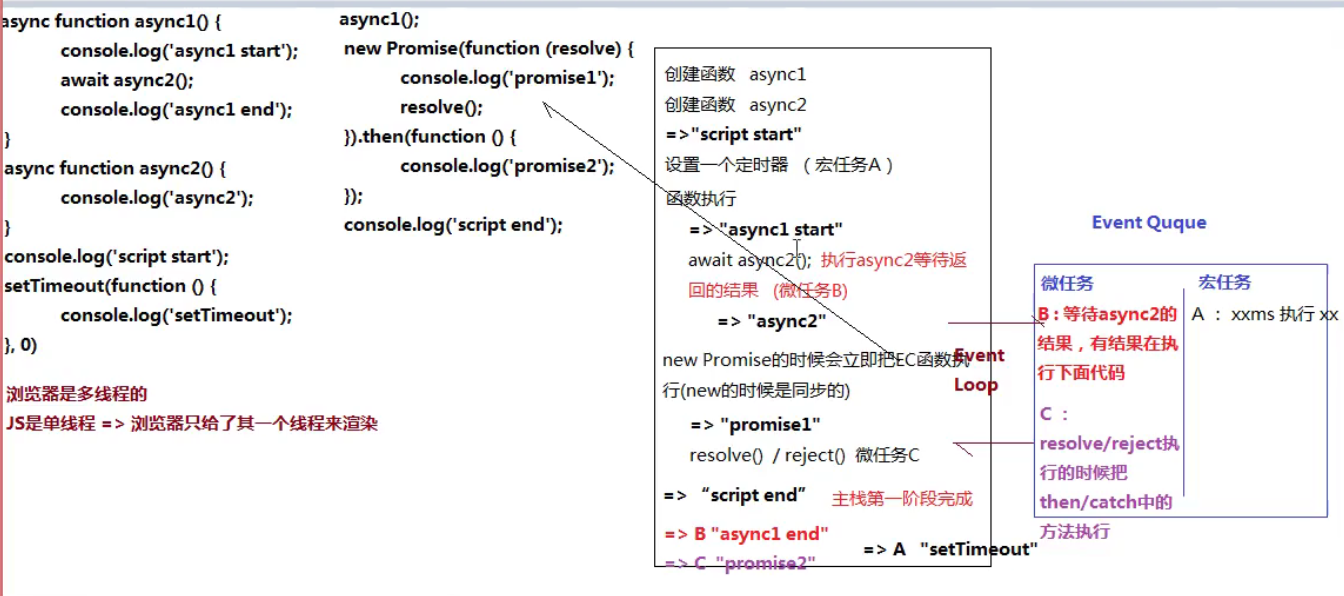 async function async1() {
console.log('async1 start');
await async2();
console.log('async1 end');
}
async function async2() {
console.log('async2');
}
console.log('script start');
setTimeout(function () {
console.log('setTimeout');
}, 0)
浏览器是多线程的
JS是单线程 => 浏览器只给了其一个线程来渲染
async1();
new Promise(function (resolve) {
console.log('promise1');
resolve();
}).then(function () {
console.log('promise2');
});
console.log('script end');
创建函数 async1
创建函数 async2
=>"script start"
设置一个定时器 （ 宏任务A ）
函数执行
=> "async1 start"
await async2(); 执行async2等待返
回的结果 (微任务B)
=> "async2"
new Promise的时候会立即把EC函数执
行(new的时候是同步的)
=> "promise1"
resolve() / reject() 微任务C
=> “script end” 主栈第一阶段完成
=> B "async1 end"
=> C "promise2"
=> A "setTimeout"
Event
Loop
Event Quque
微任务
B : 等待async2的
结果，有结果在执
行下面代码
C ：
resolve/reject执
行的时候把
then/catch中的
方法执行
宏任务
A ： xxms 执行 xx